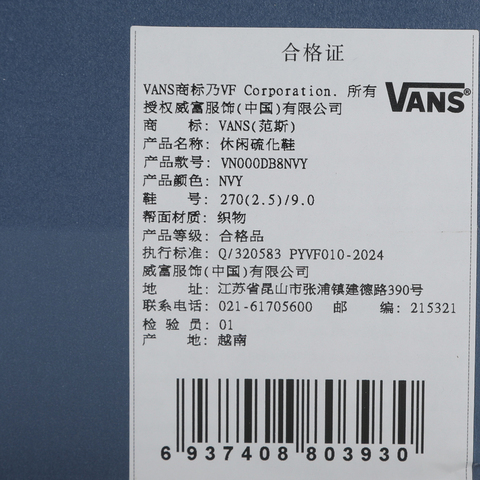 合格证
VANS商标乃VF Corporation. 所有
授权威富服饰(中国)有限公司
VANS®
商 标: VANS(范斯)
产品名称: 休闲硫化鞋
产品款号: VN000DB8NVY
产品颜色: NVY
鞋 号: 270(2.5)/9.0
帮面材质: 织物
产品等级: 合格品
执行标准: Q/320583 PYVF010-2024
威富服饰(中国)有限公司
地 址: 江苏省昆山市张浦镇建德路390号
联系电话: 021-61705600 邮 编: 215321
检 验 员: 01
产 地: 越南
6 937408 803930